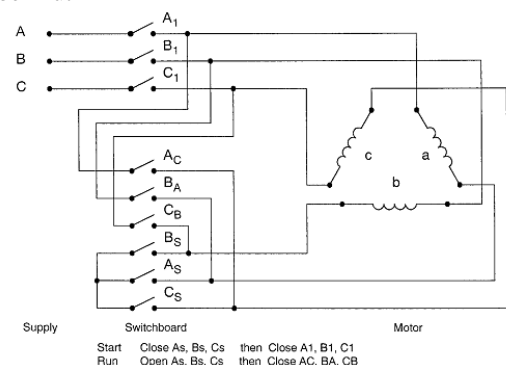 A A1
B B1
C C1
c a
b
AC
BA
CB
BS
AS
CS
Supply Switchboard Motor
Start Close As, Bs, Cs then Close A1, B1, C1
Run Open As, Bs, Cs then Close AC, BA, CB